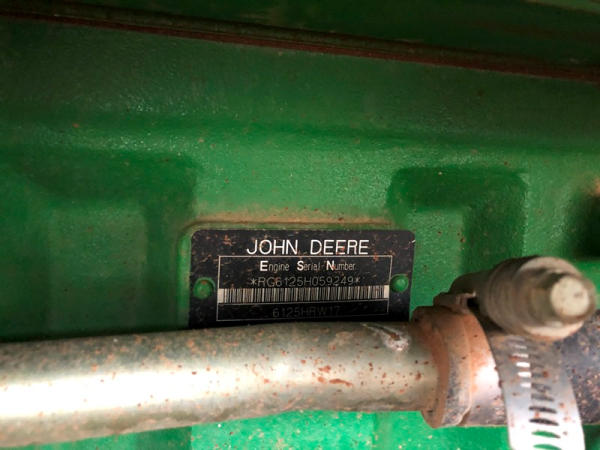 JOHN DEERE
Engine Serial Number
*RG6125H059249*
6125HRW17